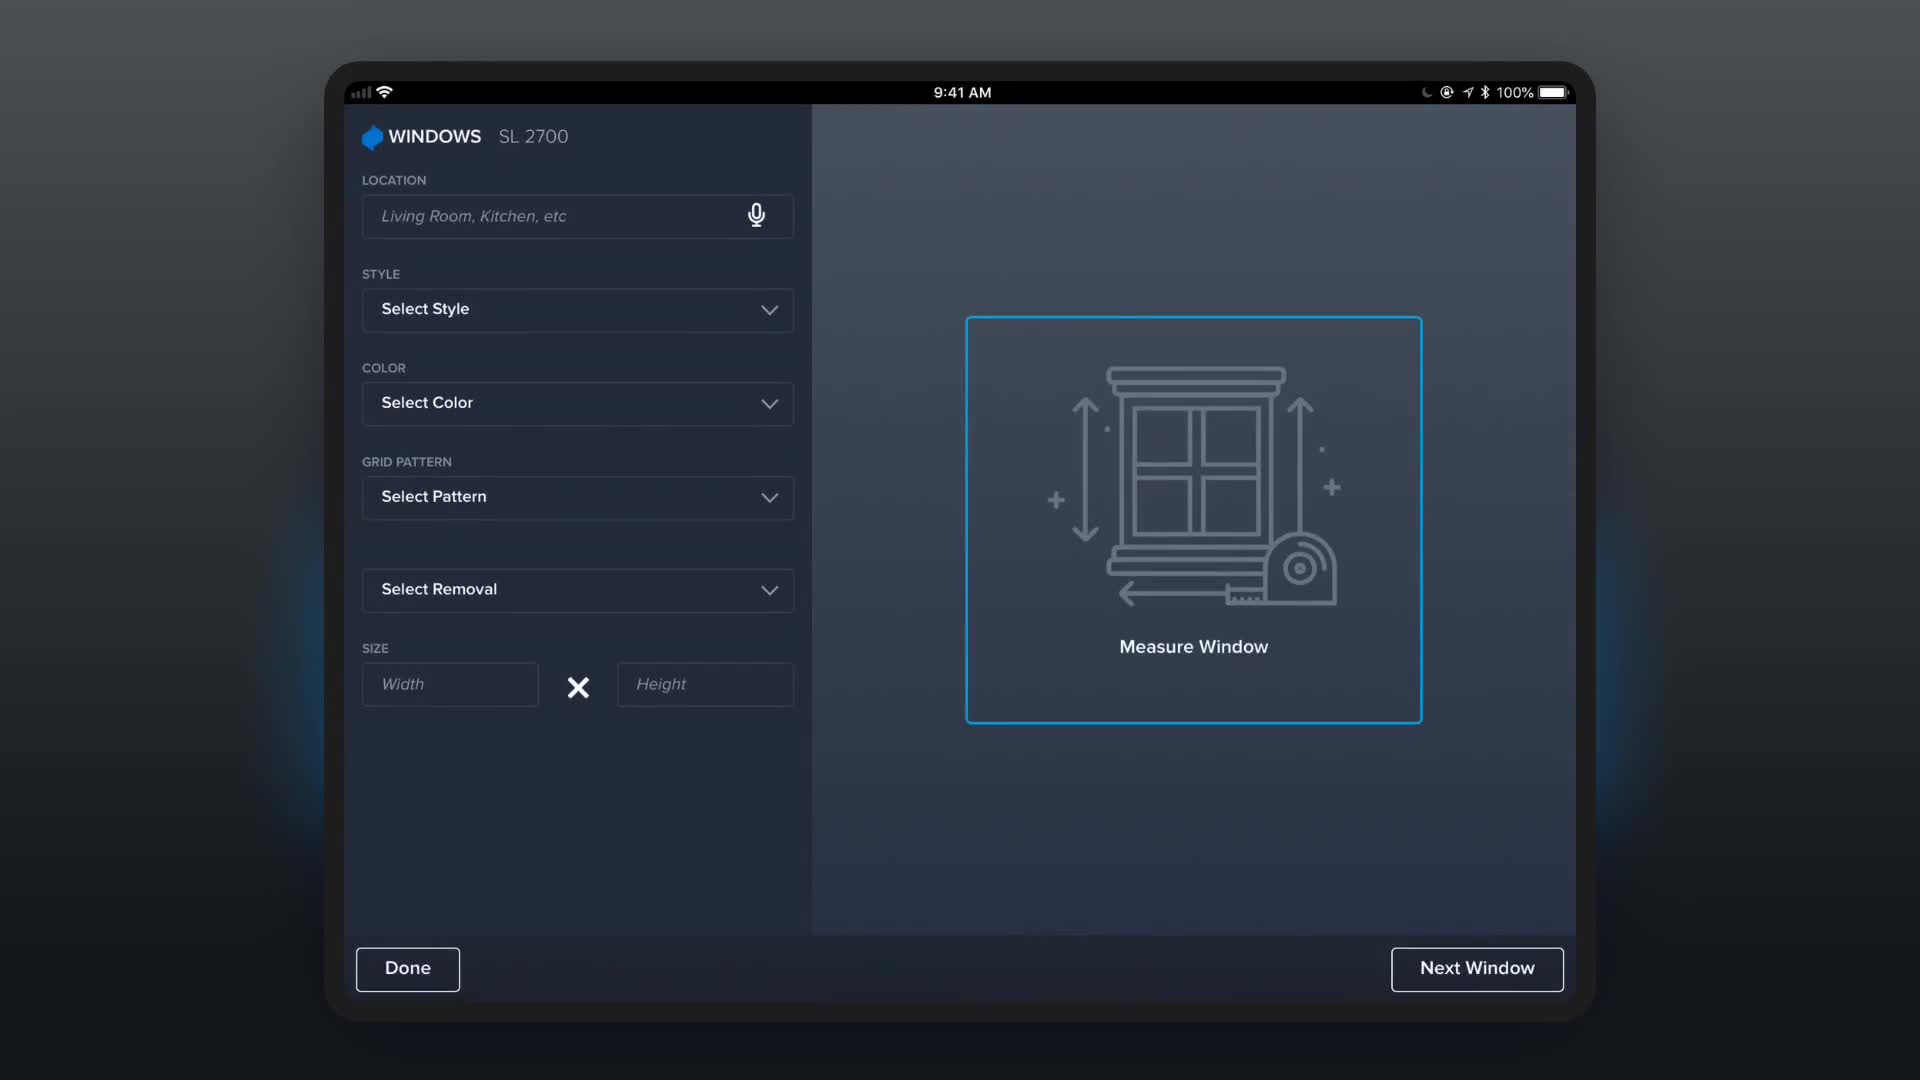 9:41 AM
100%
WINDOWS SL 2700
LOCATION
Living Room, Kitchen, etc
STYLE
Select Style
COLOR
Select Color
GRID PATTERN
Select Pattern
Select Removal
SIZE
Width
Height
Measure Window
Done
Next Window